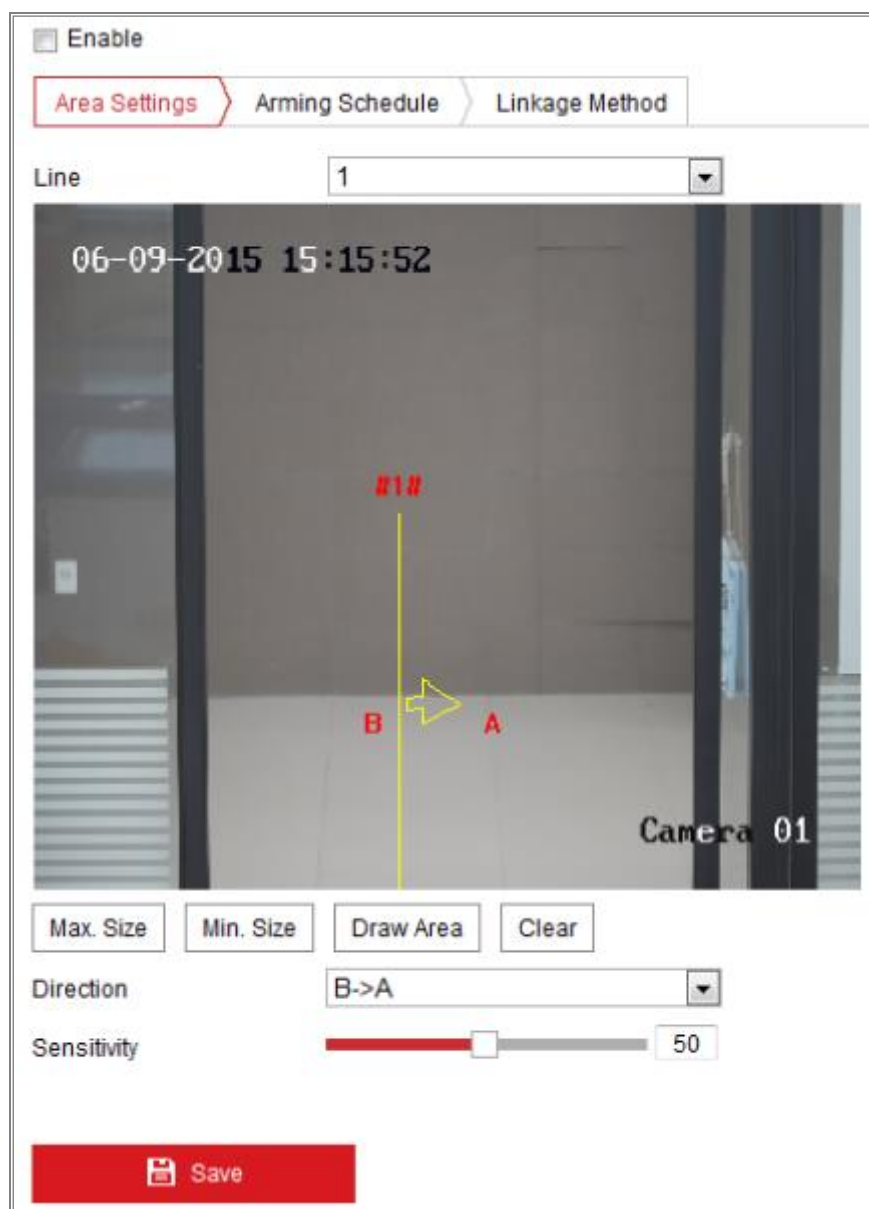 Enable
Area Settings Arming Schedule Linkage Method
Line 1
06-09-2015 15:15:52
#1#
B A
Camera 01
Max. Size Min. Size Draw Area Clear
Direction B->A
Sensitivity 50
Save